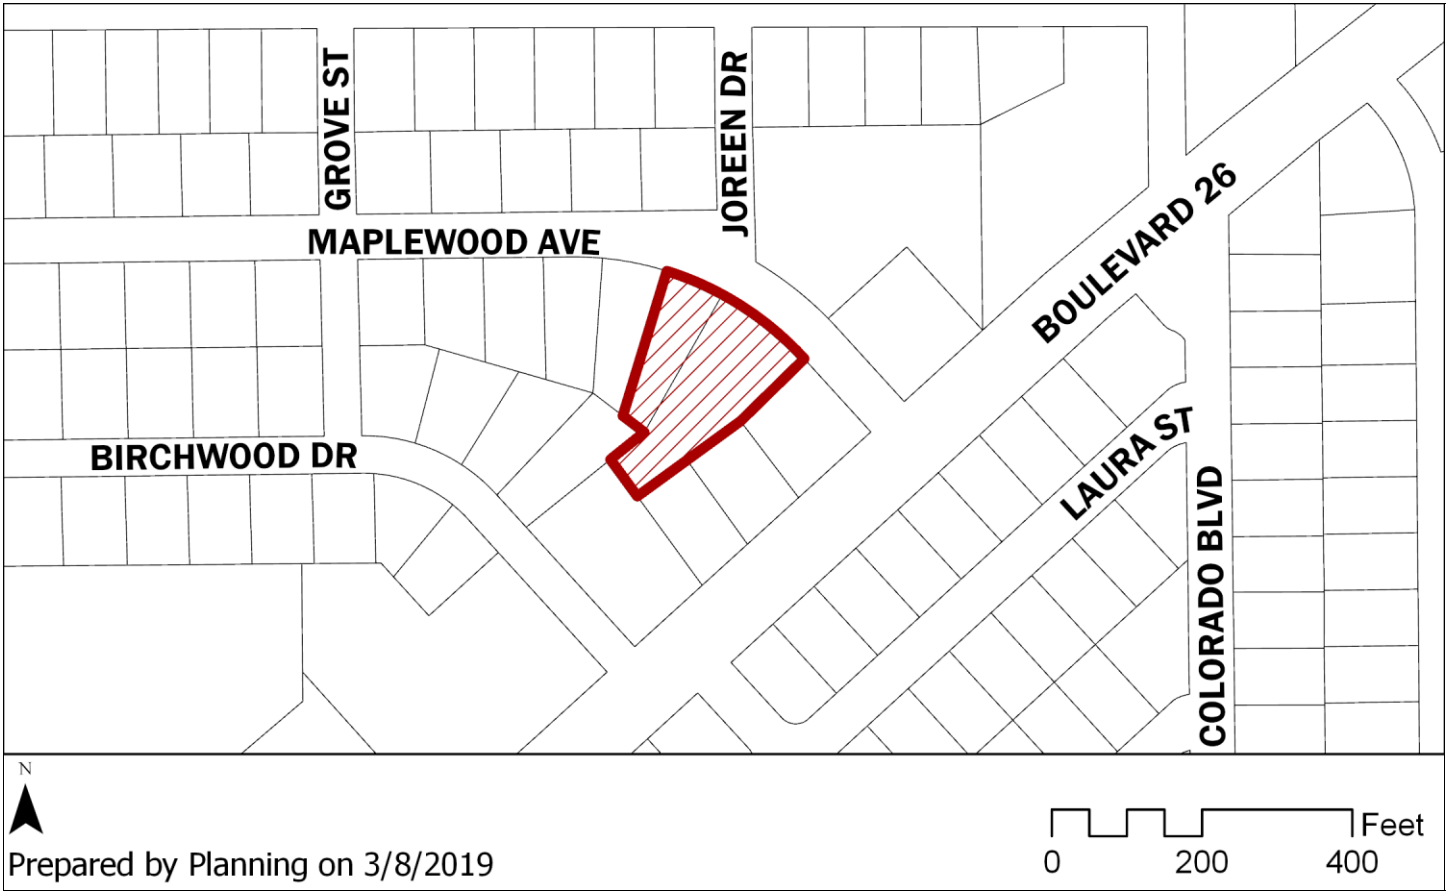 GROVE ST
JOREEN DR
MAPLEWOOD AVE
BOULEVARD 26
BIRCHWOOD DR
LAURA ST
COLORADO BLVD
N
Prepared by Planning on 3/8/2019
Feet
0 200 400